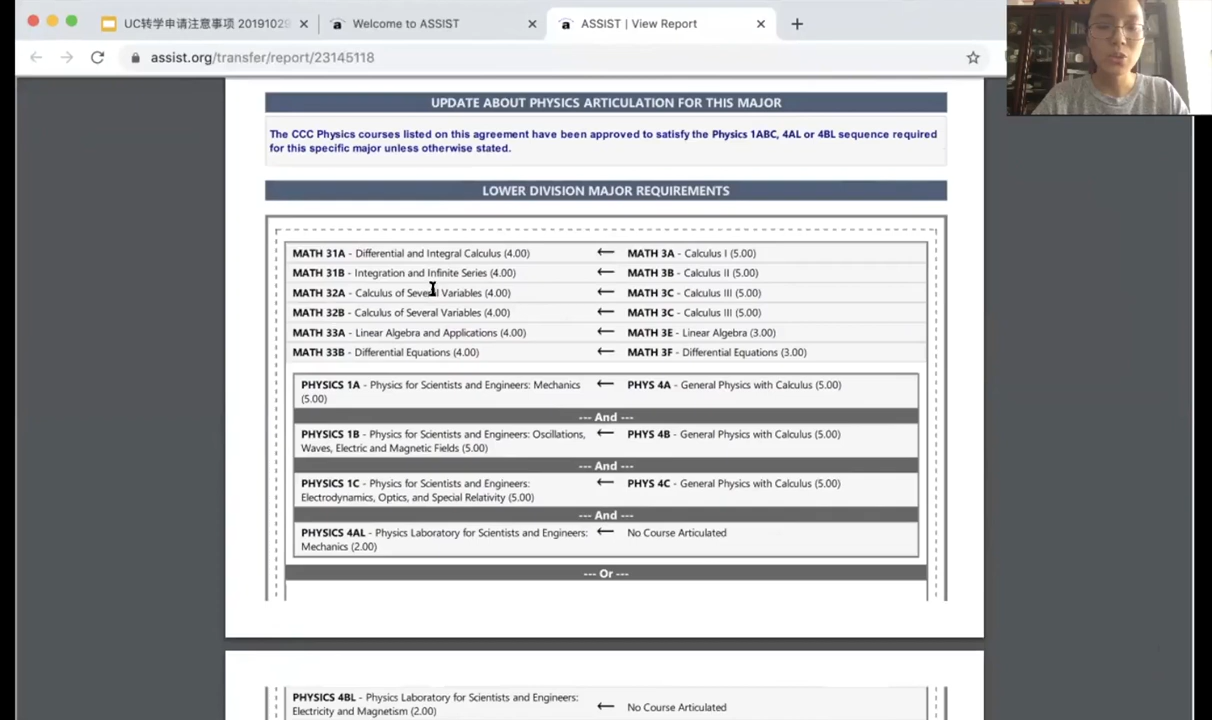 UC转学申请注意事项 20191029
Welcome to ASSIST
ASSIST | View Report
assist.org/transfer/report/23145118
UPDATE ABOUT PHYSICS ARTICULATION FOR THIS MAJOR
The CCC Physics courses listed on this agreement have been approved to satisfy the Physics 1ABC, 4AL or 4BL sequence required
for this specific major unless otherwise stated.
LOWER DIVISION MAJOR REQUIREMENTS
MATH 31A - Differential and Integral Calculus (4.00) ← MATH 3A - Calculus I (5.00)
MATH 31B - Integration and Infinite Series (4.00) ← MATH 3B - Calculus II (5.00)
MATH 32A - Calculus of Several Variables (4.00) ← MATH 3C - Calculus III (5.00)
MATH 32B - Calculus of Several Variables (4.00) ← MATH 3C - Calculus III (5.00)
MATH 33A - Linear Algebra and Applications (4.00) ← MATH 3E - Linear Algebra (3.00)
MATH 33B - Differential Equations (4.00) ← MATH 3F - Differential Equations (3.00)
PHYSICS 1A - Physics for Scientists and Engineers: Mechanics ← PHYS 4A - General Physics with Calculus (5.00)
(5.00)
--- And ---
PHYSICS 1B - Physics for Scientists and Engineers: Oscillations, ← PHYS 4B - General Physics with Calculus (5.00)
Waves, Electric and Magnetic Fields (5.00)
--- And ---
PHYSICS 1C - Physics for Scientists and Engineers: ← PHYS 4C - General Physics with Calculus (5.00)
Electrodynamics, Optics, and Special Relativity (5.00)
--- And ---
PHYSICS 4AL - Physics Laboratory for Scientists and Engineers: ← No Course Articulated
Mechanics (2.00)
--- Or ---
PHYSICS 4BL - Physics Laboratory for Scientists and Engineers:
Electricity and Magnetism (2.00) ← No Course Articulated